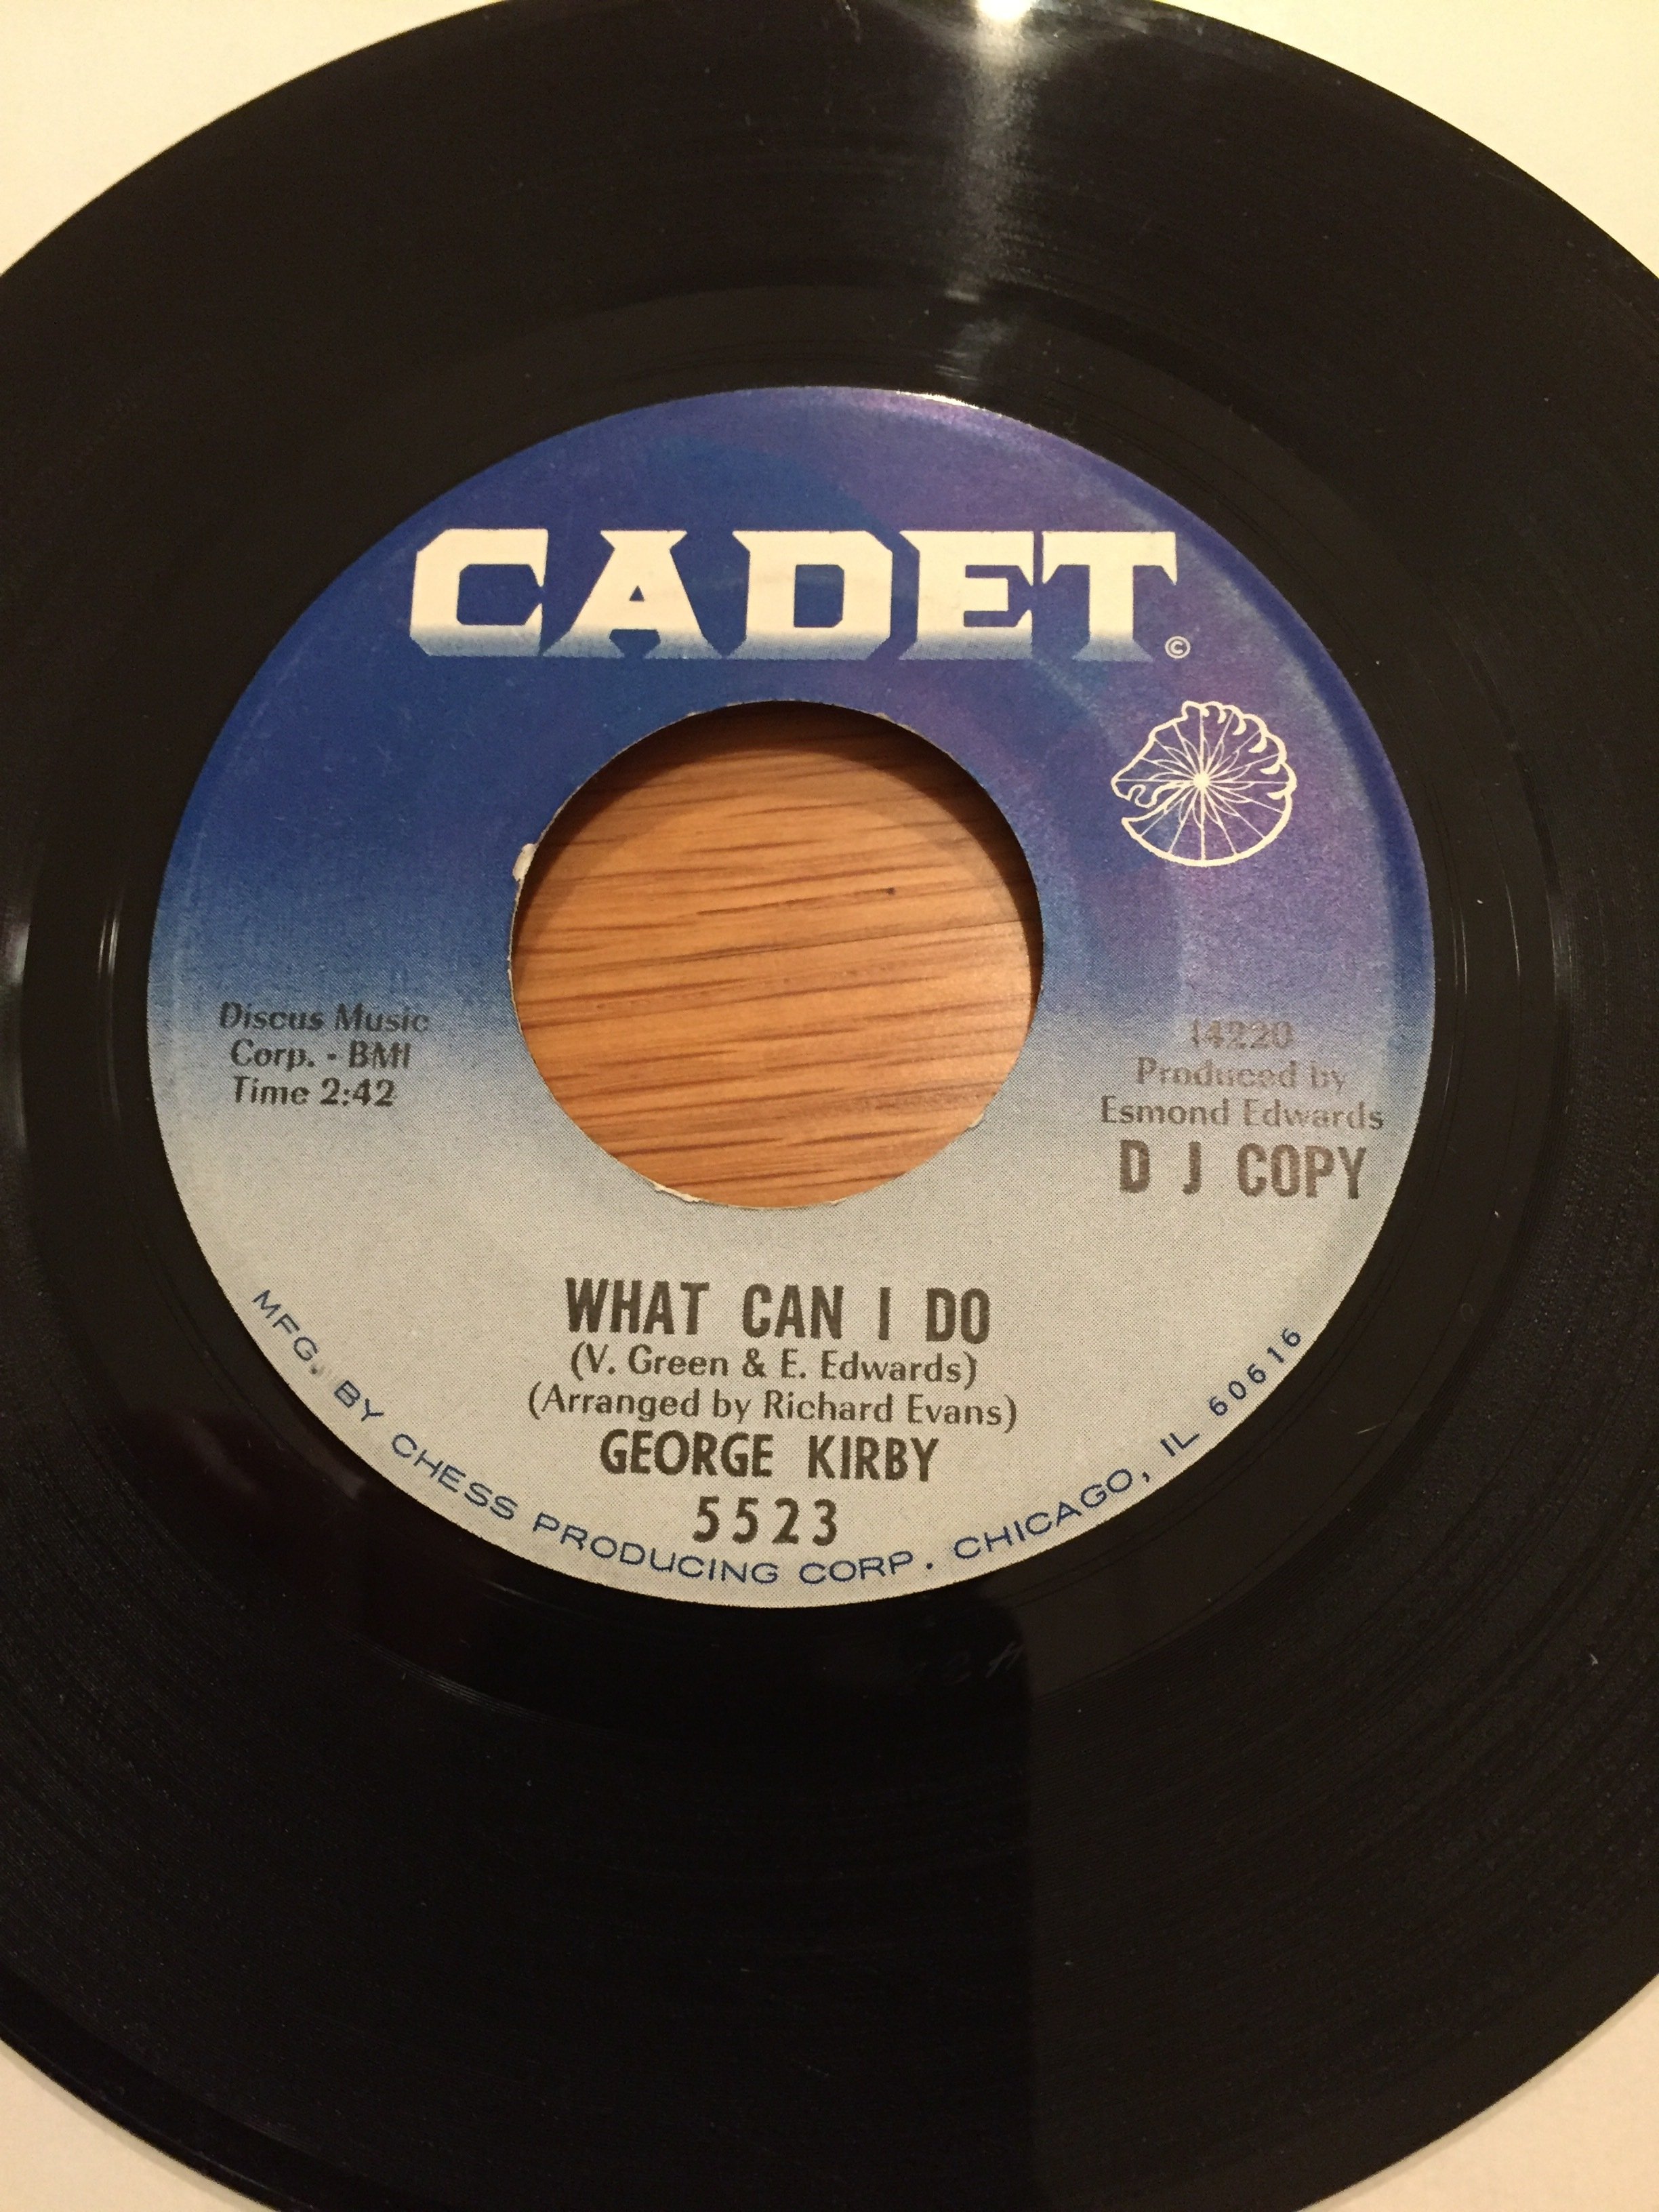 CADET
©
Discus Music
Corp. • BMI
Time 2:42
14220
Produced by
Esmond Edwards
D J COPY
WHAT CAN I DO
(V. Green & E. Edwards)
(Arranged by Richard Evans)
GEORGE KIRBY
5523
MFG. BY CHESS PRODUCING CORP. CHICAGO, IL 60616